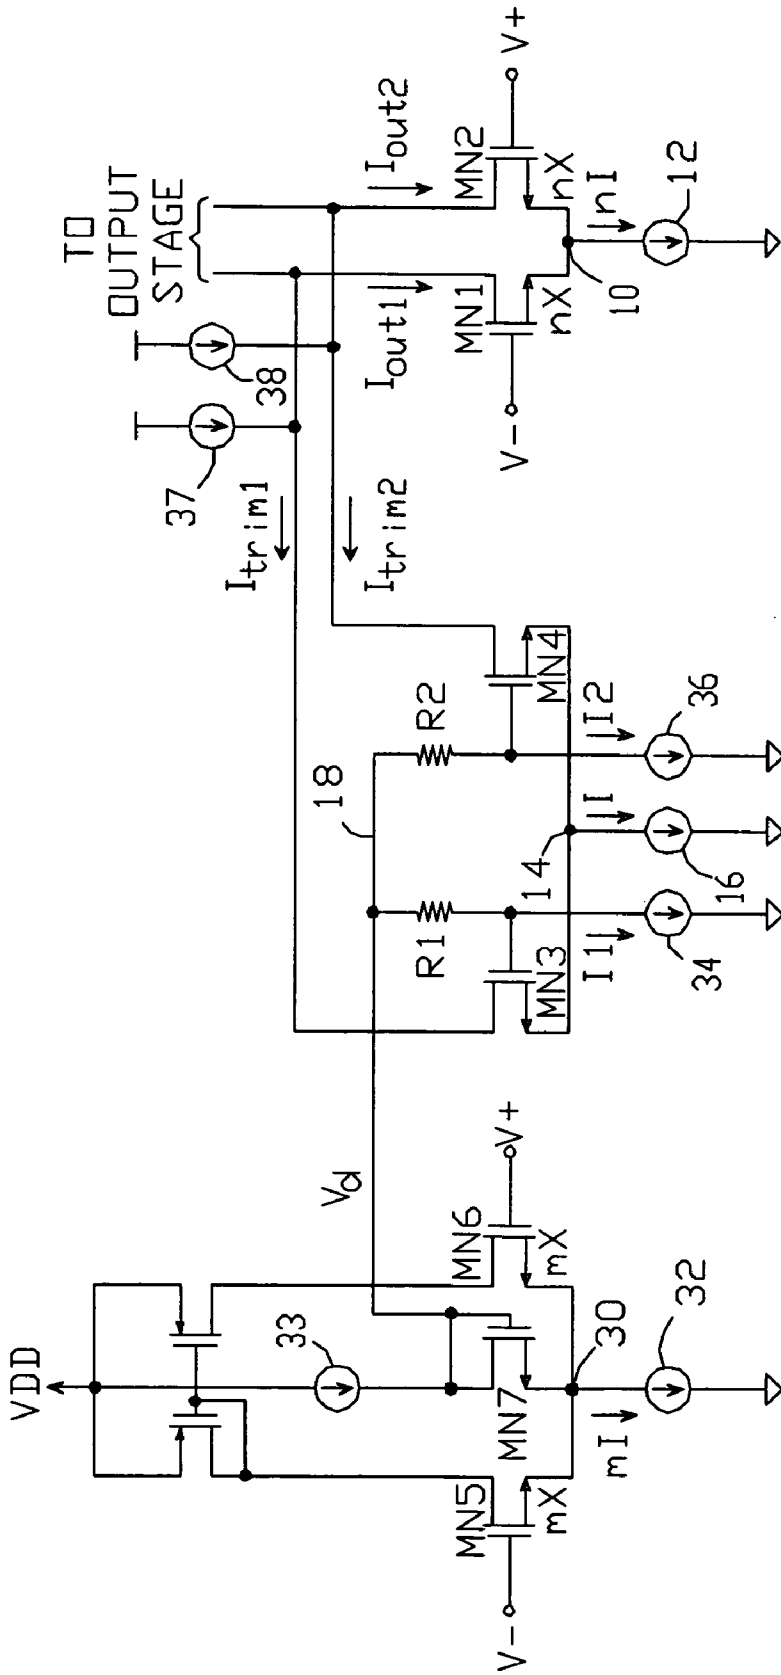 VDD
33
Vd
MN7
MN6
mX
V+
MN5
mX
V-
30
mI
32
18
R1
R2
MN3
MN4
14
I1
I
I2
34
16
36
Itrim1
Itrim2
37
38
TO
OUTPUT
STAGE
Iout1
Iout2
MN1
nX
MN2
nX
V-
V+
10
nI
12